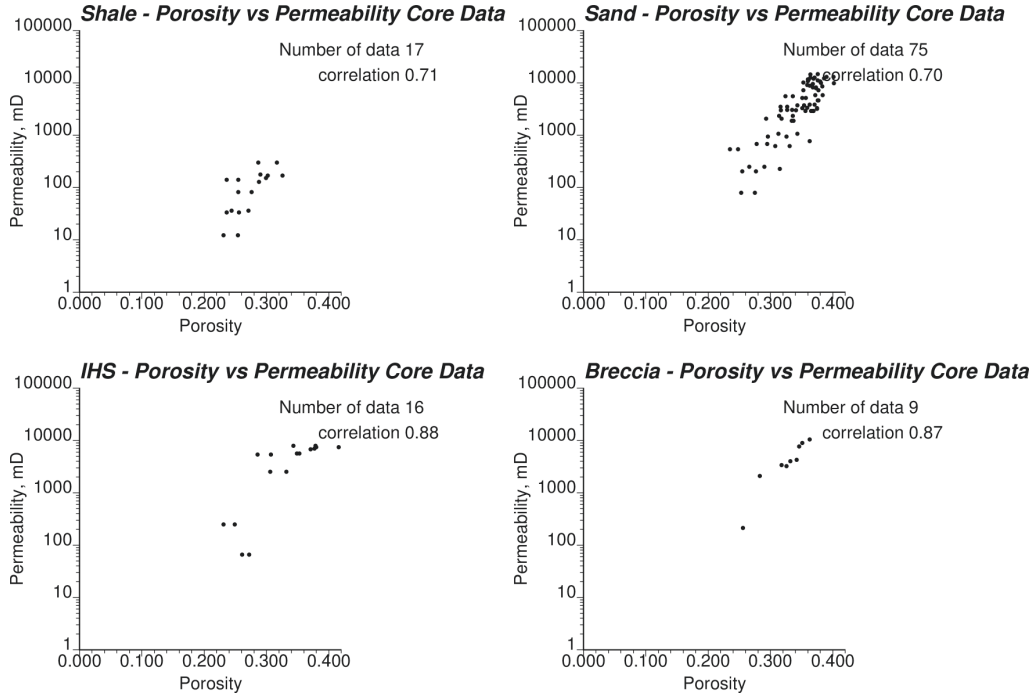 Shale - Porosity vs Permeability Core Data
Permeability, mD
100000
10000
1000
100
10
1
Number of data 17
correlation 0.71
0.000 0.100 0.200 0.300 0.400
Porosity
Sand - Porosity vs Permeability Core Data
Permeability, mD
100000
10000
1000
100
10
1
Number of data 75
correlation 0.70
0.000 0.100 0.200 0.300 0.400
Porosity
IHS - Porosity vs Permeability Core Data
Permeability, mD
100000
10000
1000
100
10
1
Number of data 16
correlation 0.88
0.000 0.100 0.200 0.300 0.400
Porosity
Breccia - Porosity vs Permeability Core Data
Permeability, mD
100000
10000
1000
100
10
1
Number of data 9
correlation 0.87
0.000 0.100 0.200 0.300 0.400
Porosity